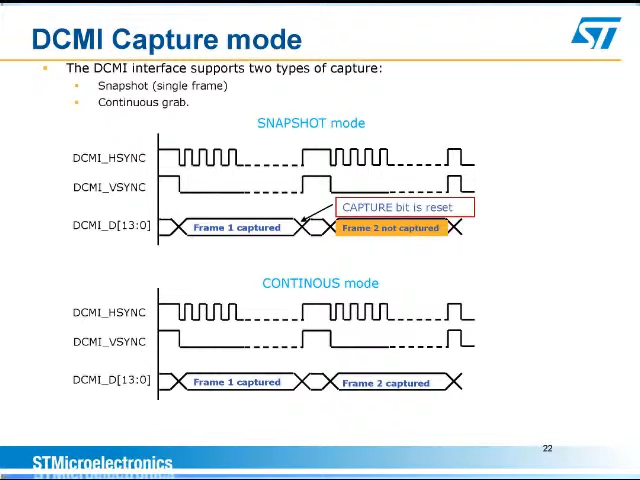 DCMI Capture mode
ST
The DCMI interface supports two types of capture:
Snapshot (single frame)
Continuous grab.
SNAPSHOT mode
DCMI_HSYNC
DCMI_VSYNC
CAPTURE bit is reset
DCMI_D[13:0]
Frame 1 captured
Frame 2 not captured
CONTINOUS mode
DCMI_HSYNC
DCMI_VSYNC
DCMI_D[13:0]
Frame 1 captured
Frame 2 captured
22
STMicroelectronics